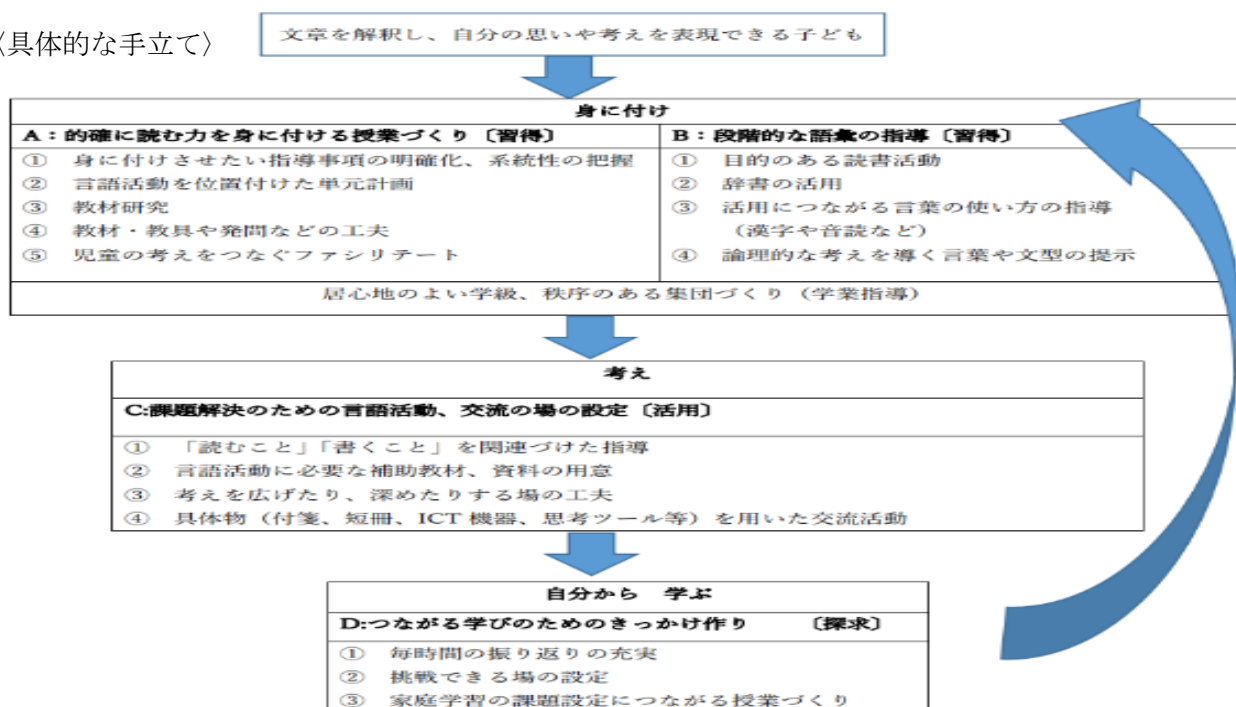 〈具体的な手立て〉
文章を解釈し、自分の思いや考えを表現できる子ども
身に付け
A：的確に読む力を身に付ける授業づくり〔習得〕
① 身に付けさせたい指導事項の明確化、系統性の把握
② 言語活動を位置付けた単元計画
③ 教材研究
④ 教材・教具や発問などの工夫
⑤ 児童の考えをつなぐファシリテート
B：段階的な語彙の指導〔習得〕
① 目的のある読書活動
② 辞書の活用
③ 活用につながる言葉の使い方の指導
（漢字や音読など）
④ 論理的な考えを導く言葉や文型の提示
居心地のよい学級、秩序のある集団づくり（学業指導）
考え
C:課題解決のための言語活動、交流の場の設定〔活用〕
① 「読むこと」「書くこと」を関連づけた指導
② 言語活動に必要な補助教材、資料の用意
③ 考えを広げたり、深めたりする場の工夫
④ 具体物（付箋、短冊、ICT 機器、思考ツール等）を用いた交流活動
自分から 学ぶ
D:つながる学びのためのきっかけ作り 〔探求〕
① 毎時間の振り返りの充実
② 挑戦できる場の設定
③ 家庭学習の課題設定につながる授業づくり